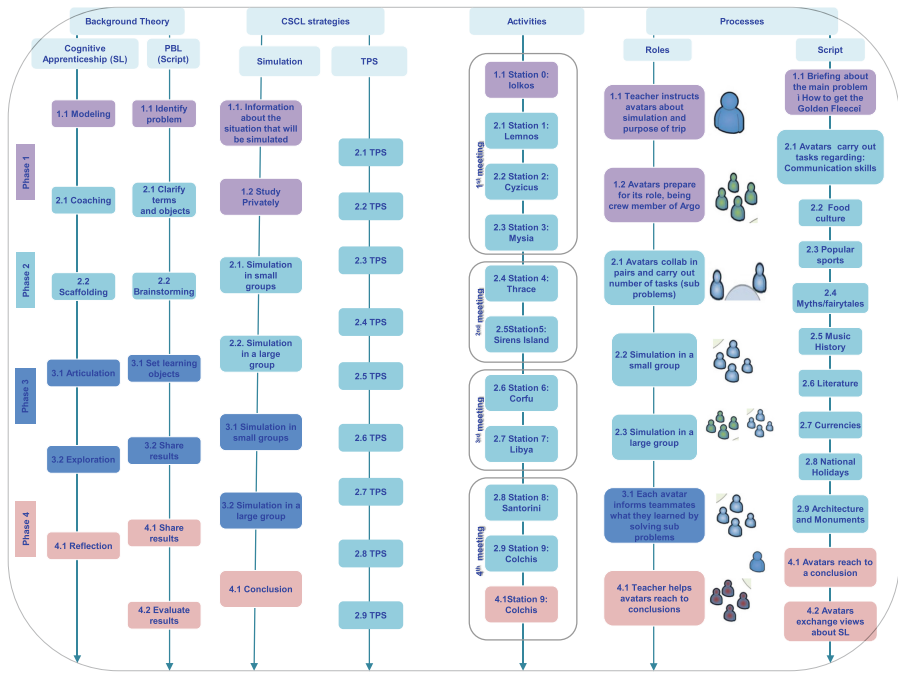 Background Theory
CSCL strategies
Activities
Processes
Cognitive
Apprenticeship (SL)
PBL
(Script)
Simulation
TPS
Roles
Script
Phase 1
Phase 2
Phase 3
Phase 4
1.1 Modeling
2.1 Coaching
2.2
Scaffolding
3.1 Articulation
3.2 Exploration
4.1 Reflection
1.1 Identify
problem
2.1 Clarify
terms
and objects
2.2
Brainstorming
3.1 Set learning
objects
3.2 Share
results
4.1 Share
results
4.2 Evaluate
results
1.1. Information
about the
situation that will
be simulated
1.2 Study
Privately
2.1. Simulation
in small
groups
2.2. Simulation
in a large
group
3.1 Simulation in
small groups
3.2 Simulation in a
large group
4.1 Conclusion
2.1 TPS
2.2 TPS
2.3 TPS
2.4 TPS
2.5 TPS
2.6 TPS
2.7 TPS
2.8 TPS
2.9 TPS
1st meeting
1.1 Station 0:
Iolkos
2.1 Station 1:
Lemnos
2.2 Station 2:
Cyzicus
2.3 Station 3:
Mysia
2nd meeting
2.4 Station 4:
Thrace
2.5Station5:
Sirens Island
3rd meeting
2.6 Station 6:
Corfu
2.7 Station 7:
Libya
4th meeting
2.8 Station 8:
Santorini
2.9 Station 9:
Colchis
4.1Station 9:
Colchis
1.1 Teacher instructs
avatars about
simulation and
purpose of trip
1.2 Avatars prepare
for its role, being
crew member of Argo
2.1 Avatars collab in
pairs and carry out
number of tasks (sub
problems)
2.2 Simulation in a
small group
2.3 Simulation in a
large group
3.1 Each avatar
informs teammates
what they learned by
solving sub
problems
4.1 Teacher helps
avatars reach to
conclusions
1.1 Briefing about
the main problem
ì How to get the
Golden Fleeceî
2.1 Avatars carry out
tasks regarding:
Communication skills
2.2 Food
culture
2.3 Popular
sports
2.4
Myths/fairytales
2.5 Music
History
2.6 Literature
2.7 Currencies
2.8 National
Holidays
2.9 Architecture
and Monuments
4.1 Avatars reach to
a conclusion
4.2 Avatars
exchange views
about SL